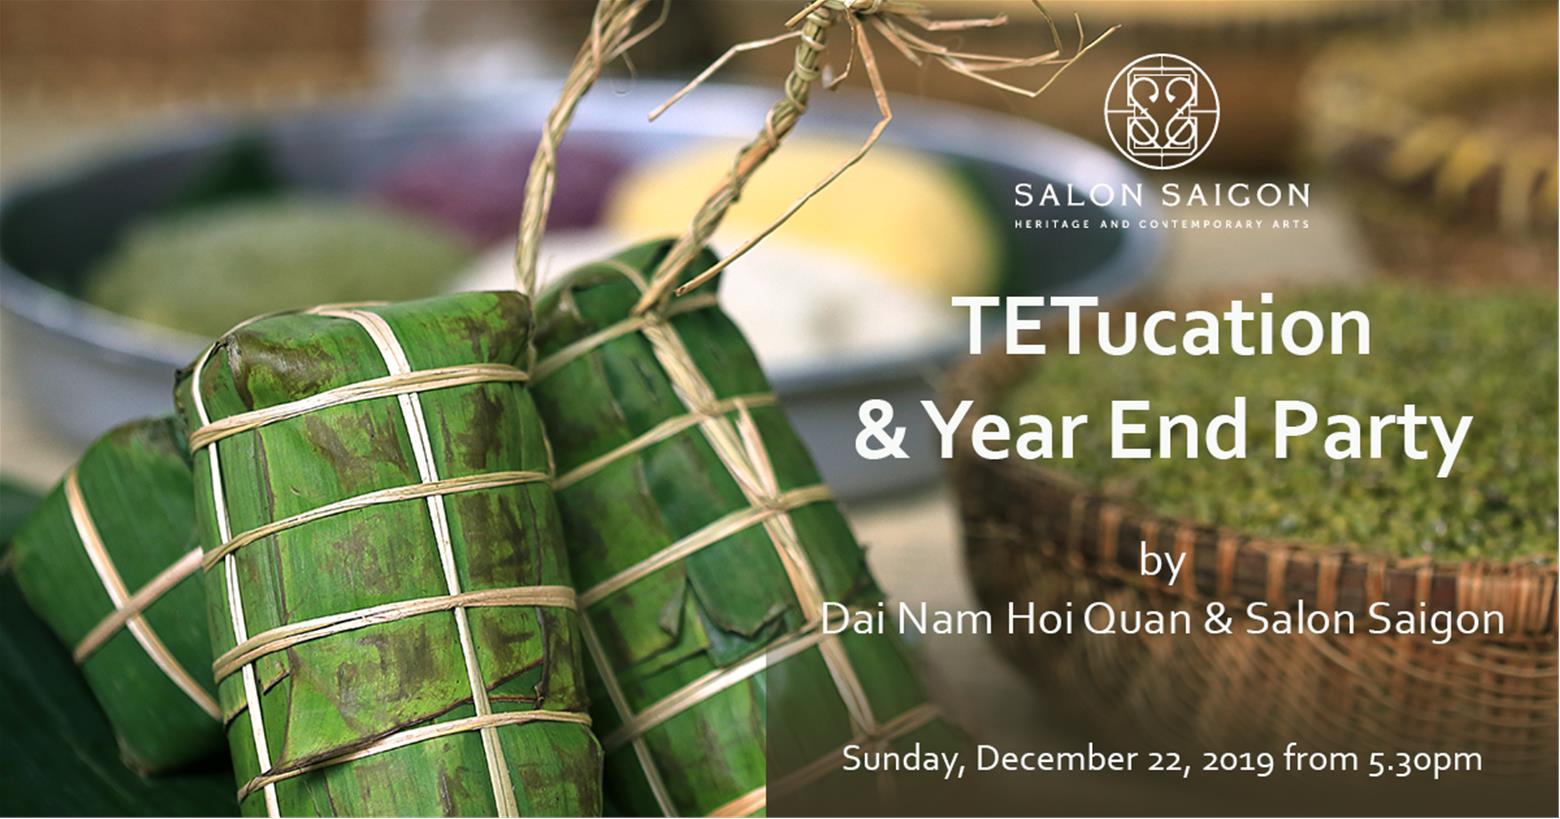 SALON SAIGON
HERITAGE AND CONTEMPORARY ARTS
TETucation
& Year End Party
by
Dai Nam Hoi Quan & Salon Saigon
Sunday, December 22, 2019 from 5.30pm